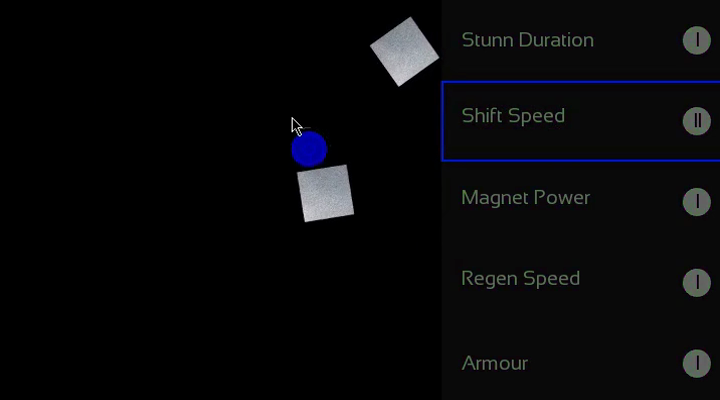 Stunn Duration I
Shift Speed II
Magnet Power I
Regen Speed I
Armour I